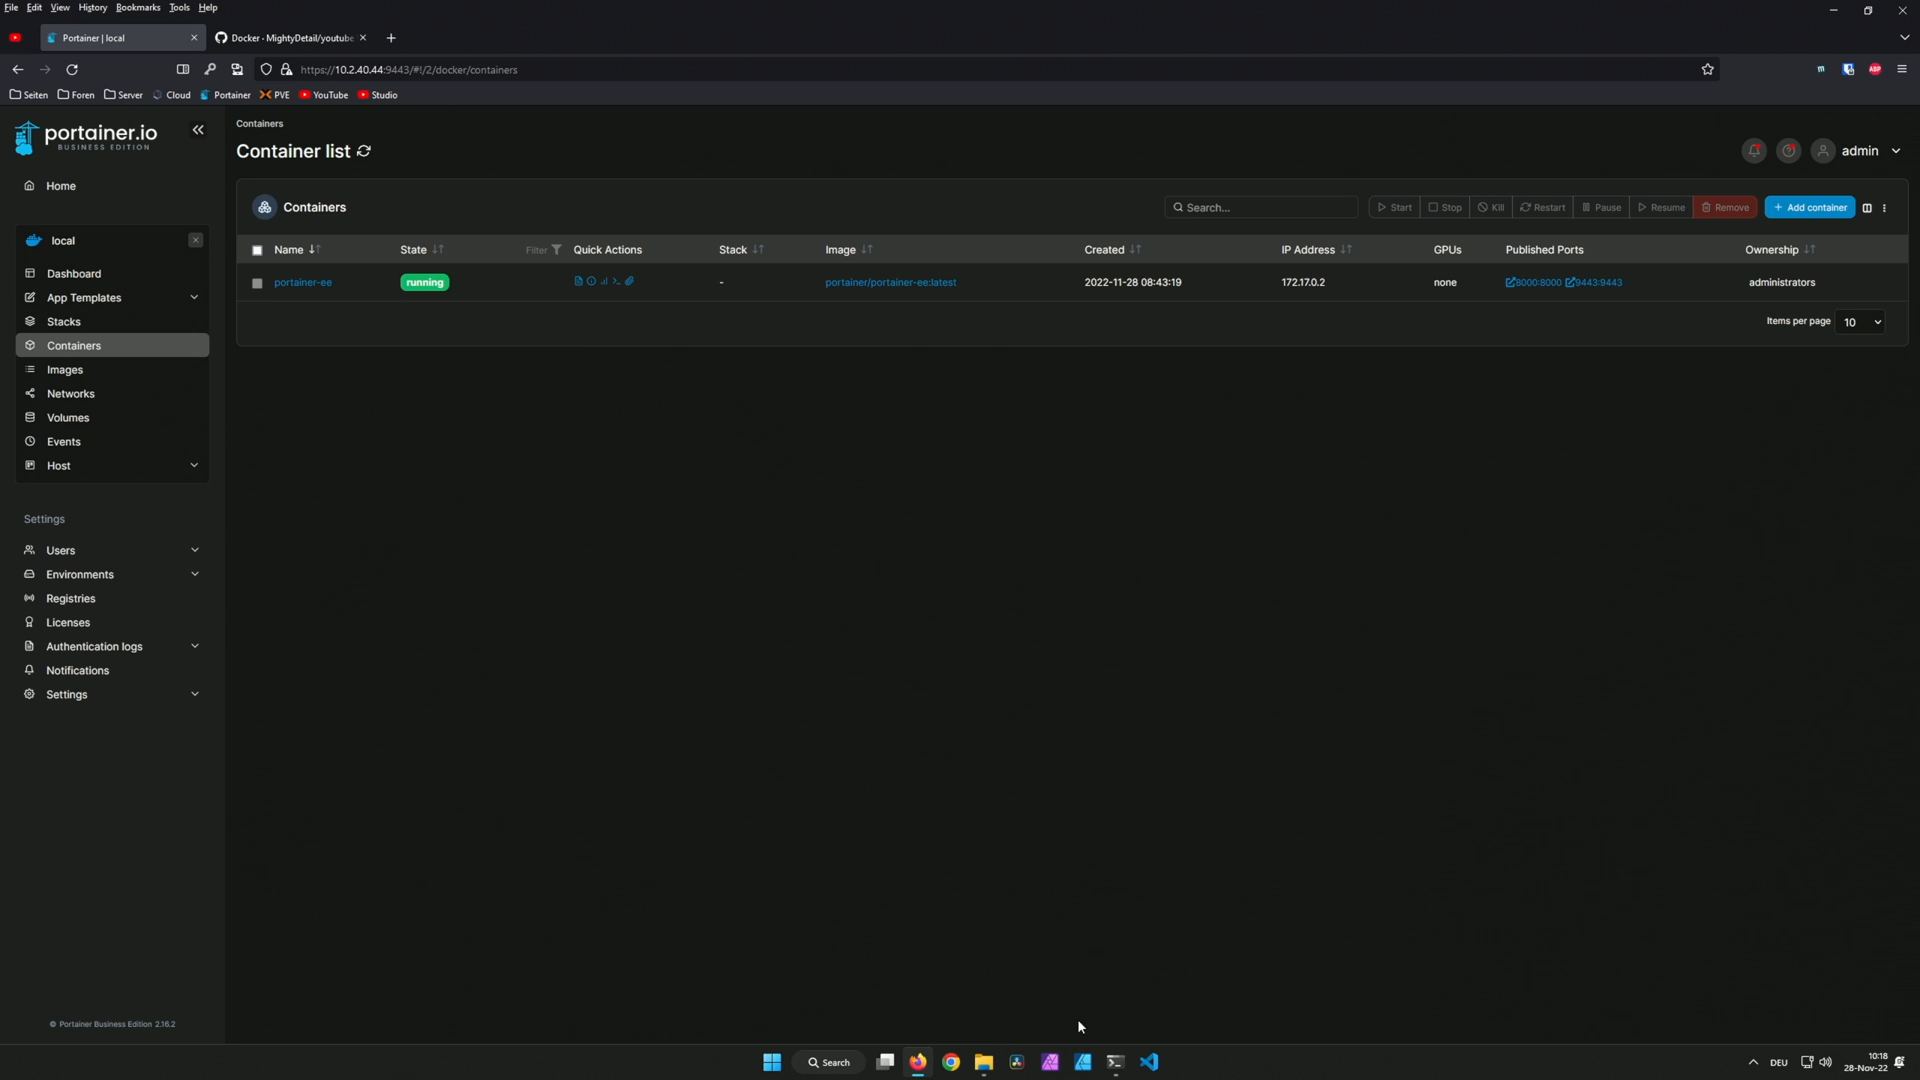 File Edit View History Bookmarks Tools Help
Portainer | local
Docker - MightyDetail/youtube
https://10.2.40.44:9443/#!/2/docker/containers
Seiten Foren Server Cloud Portainer PVE YouTube Studio
portainer.io
BUSINESS EDITION
Containers
Container list
admin
Home
Containers
Search...
Start Stop Kill Restart Pause Resume Remove + Add container
local
Name State Filter Quick Actions Stack Image Created IP Address GPUs Published Ports Ownership
portainer-ee running - portainer/portainer-ee:latest 2022-11-28 08:43:19 172.17.0.2 none 8000:8000 9443:9443 administrators
Items per page 10
Dashboard
App Templates
Stacks
Containers
Images
Networks
Volumes
Events
Host
Settings
Users
Environments
Registries
Licenses
Authentication logs
Notifications
Settings
© Portainer Business Edition 2.16.2
Search
DEU
10:18
28-Nov-22
ABP